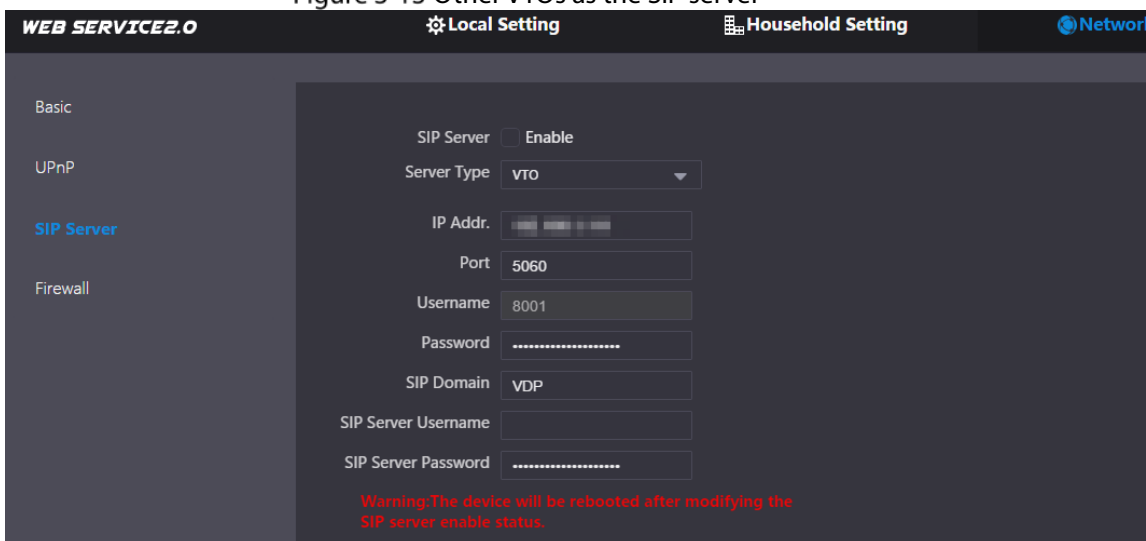 Figure 5-15 Other VTOs as the SIP server
WEB SERVICE2.0 Local Setting Household Setting Network
Basic
UPnP
SIP Server
Firewall
SIP Server Enable
Server Type VTO
IP Addr.
Port 5060
Username 8001
Password ••••••••••••••••••••
SIP Domain VDP
SIP Server Username
SIP Server Password ••••••••••••••••••••
Warning:The device will be rebooted after modifying the
SIP server enable status.